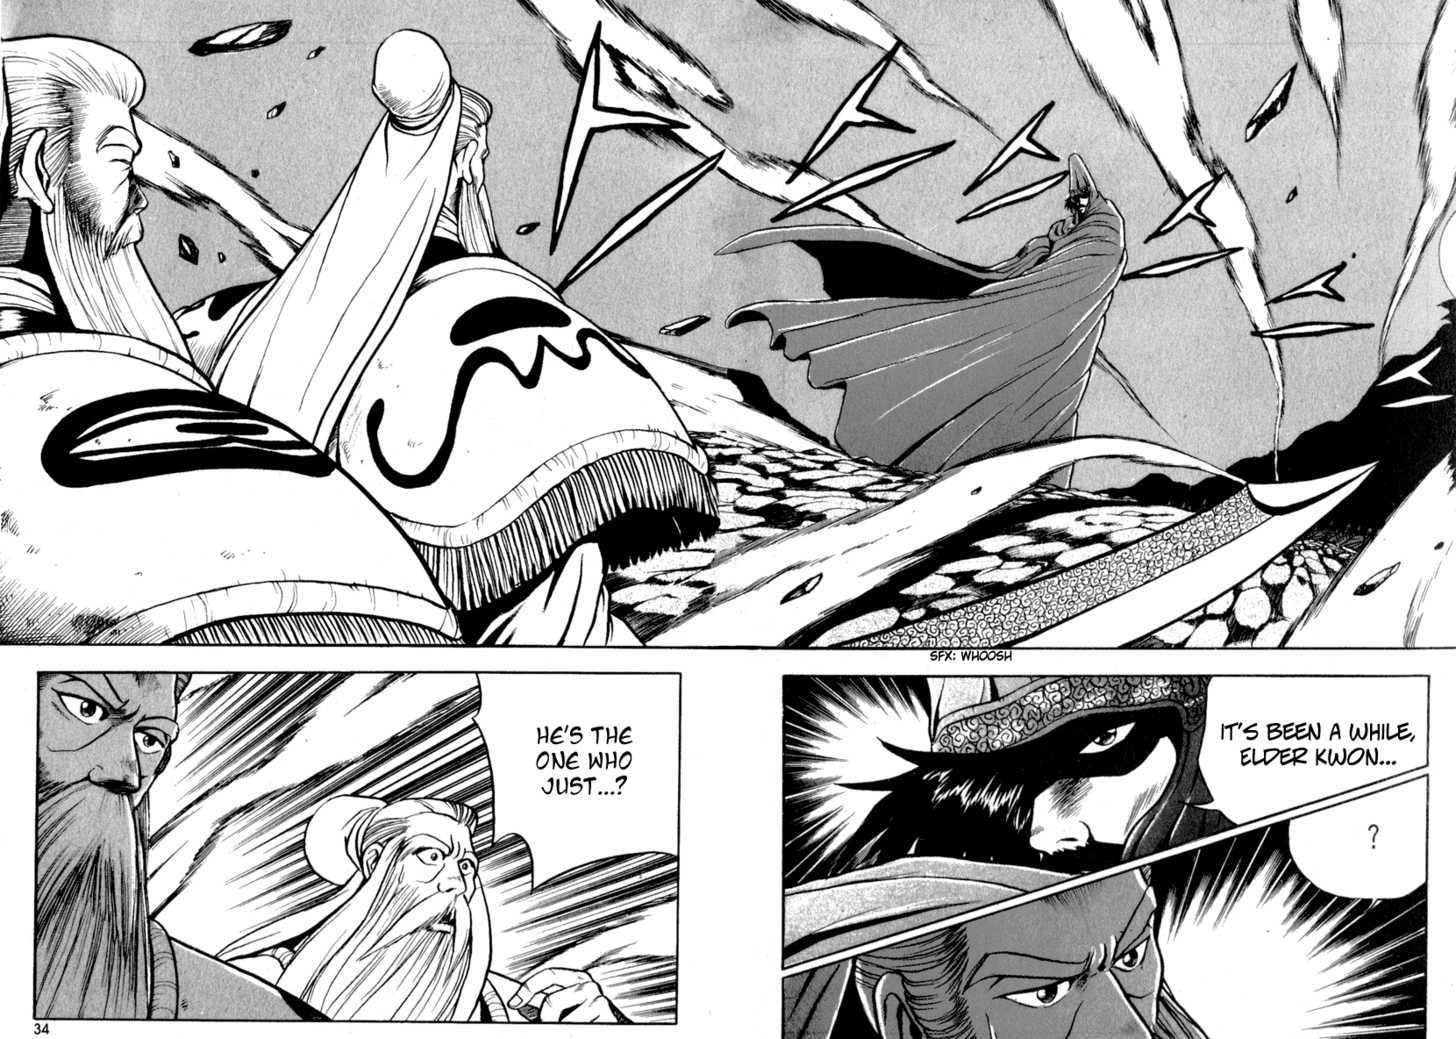 SFX: WHOOSH
HE'S THE
ONE WHO
JUST...?
IT'S BEEN A WHILE,
ELDER KWON...
?
34